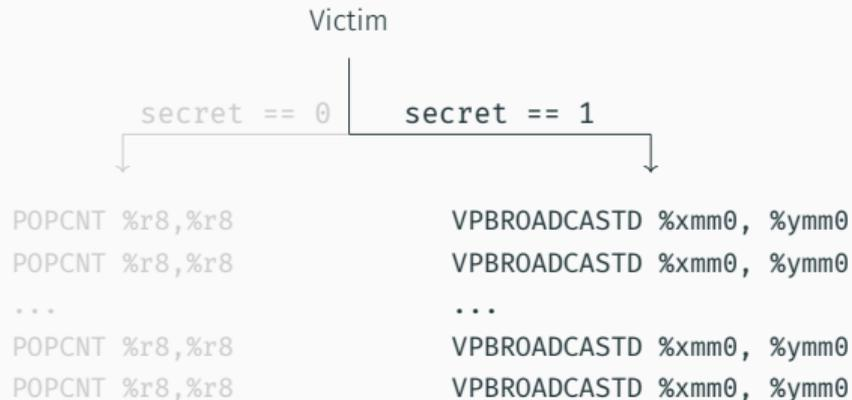 Victim
secret == 0 secret == 1
POPCNT %r8,%r8 VPBROADCASTD %xmm0, %ymm0
POPCNT %r8,%r8 VPBROADCASTD %xmm0, %ymm0
... ...
POPCNT %r8,%r8 VPBROADCASTD %xmm0, %ymm0
POPCNT %r8,%r8 VPBROADCASTD %xmm0, %ymm0